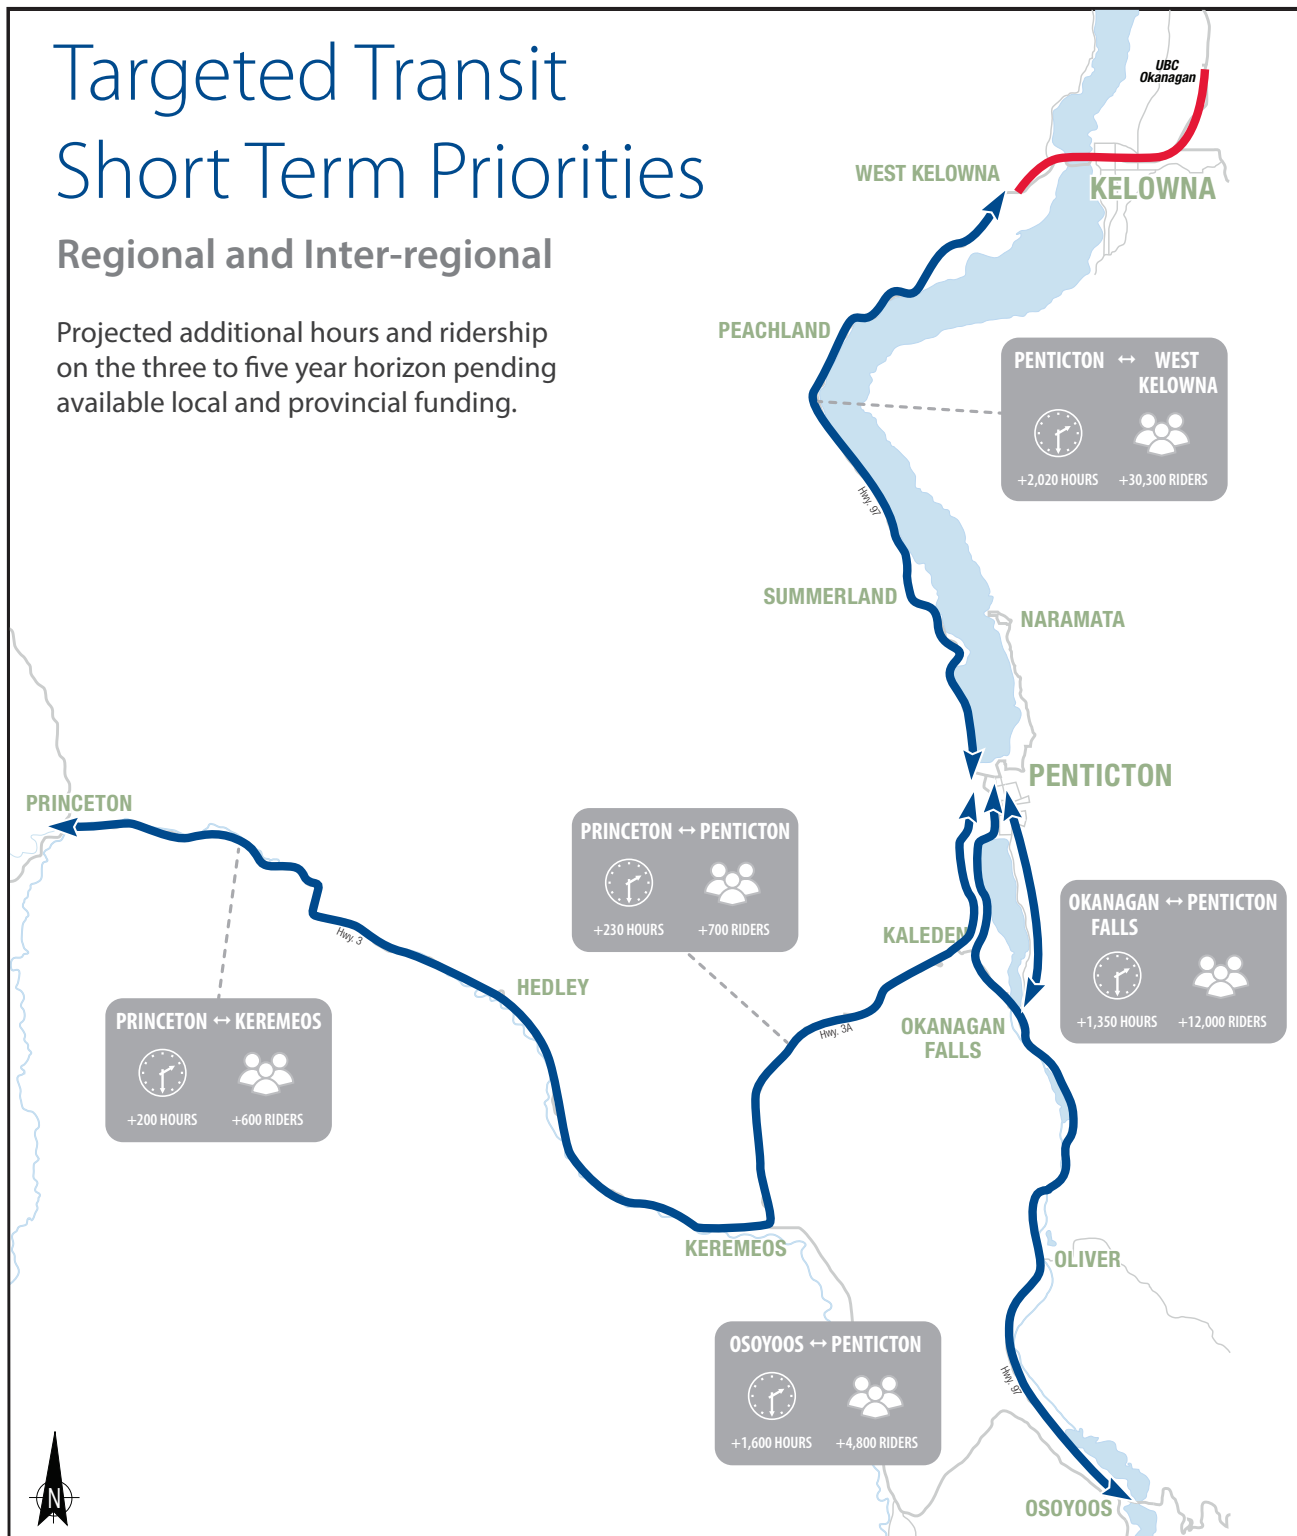 Targeted Transit
Short Term Priorities
Regional and Inter-regional
Projected additional hours and ridership
on the three to five year horizon pending
available local and provincial funding.
UBC
Okanagan
WEST KELOWNA
KELOWNA
PEACHLAND
PENTICTON ↔ WEST
KELOWNA
+2,020 HOURS +30,300 RIDERS
Hwy. 97
SUMMERLAND
NARAMATA
PENTICTON
PRINCETON
PRINCETON ↔ PENTICTON
+230 HOURS +700 RIDERS
OKANAGAN ↔ PENTICTON
FALLS
+1,350 HOURS +12,000 RIDERS
KALEDEN
Hwy. 3
HEDLEY
OKANAGAN
FALLS
Hwy. 3A
PRINCETON ↔ KEREMEOS
+200 HOURS +600 RIDERS
KEREMEOS
OLIVER
OSOYOOS ↔ PENTICTON
+1,600 HOURS +4,800 RIDERS
Hwy. 97
N
OSOYOOS